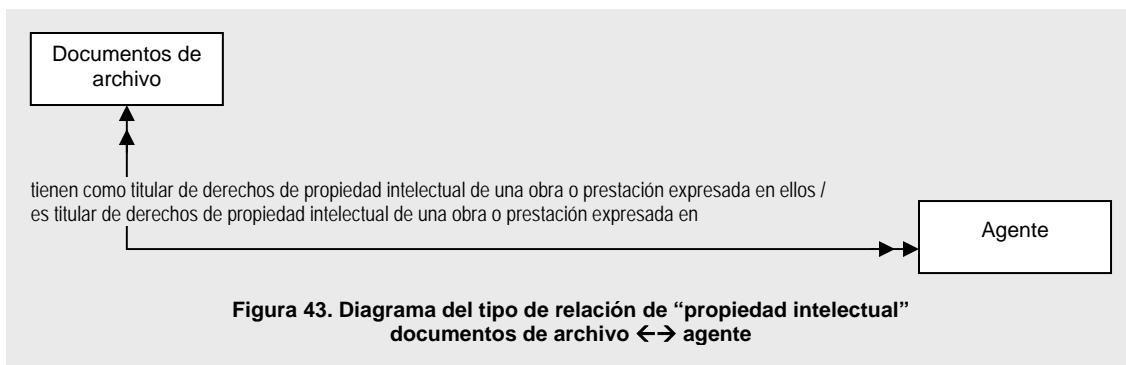 Documentos de
archivo
tienen como titular de derechos de propiedad intelectual de una obra o prestación expresada en ellos /
es titular de derechos de propiedad intelectual de una obra o prestación expresada en
Agente
Figura 43. Diagrama del tipo de relación de “propiedad intelectual”
documentos de archivo ←→ agente